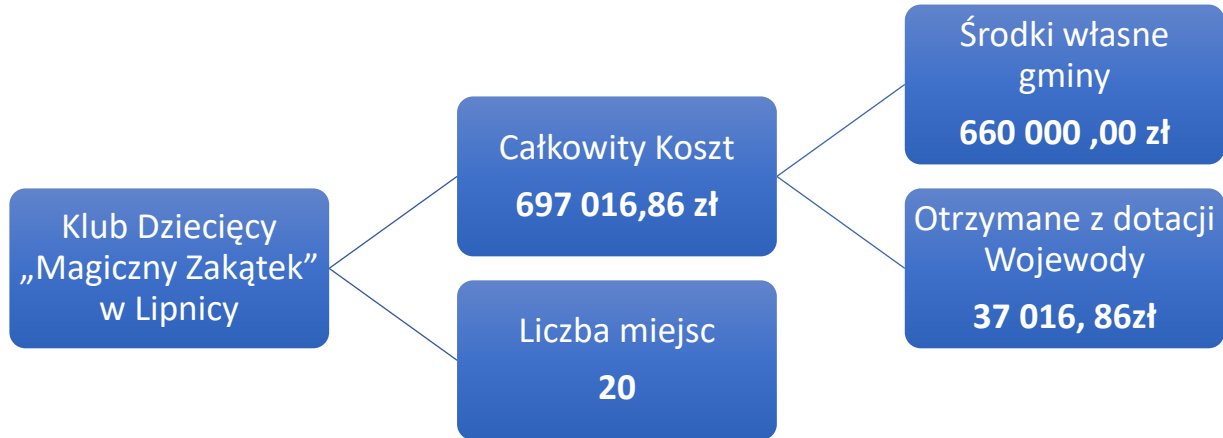 Klub Dziecięcy
„Magiczny Zakątek”
w Lipnicy
Całkowity Koszt
697 016,86 zł
Liczba miejsc
20
Środki własne
gminy
660 000 ,00 zł
Otrzymane z dotacji
Wojewody
37 016, 86zł